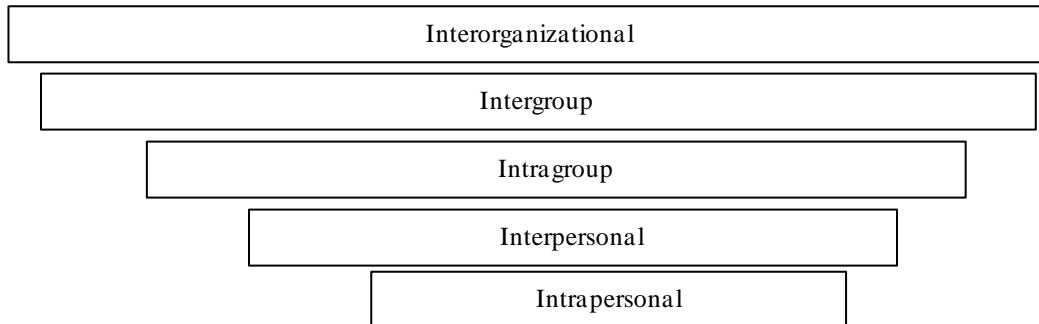 Interorganizational
Intergroup
Intragroup
Interpersonal
Intrapersonal